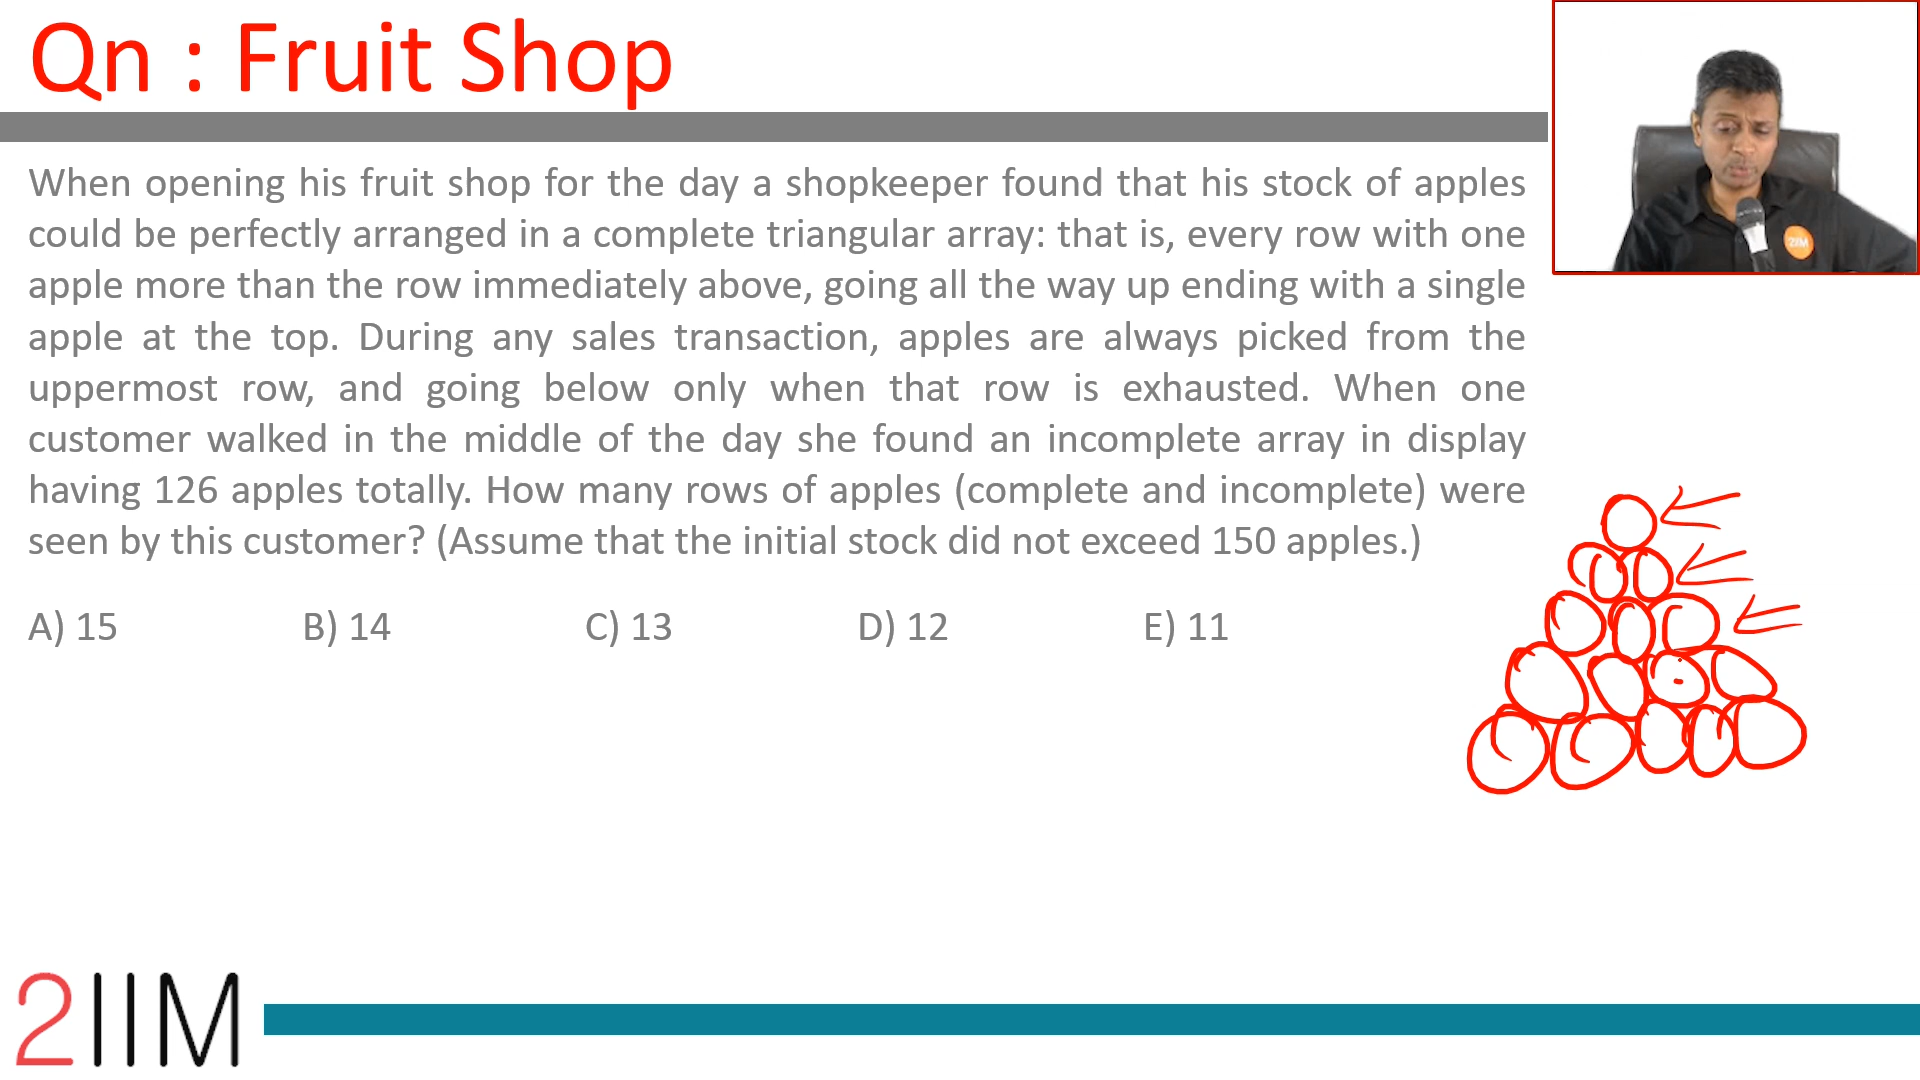 Qn : Fruit Shop
When opening his fruit shop for the day a shopkeeper found that his stock of apples
could be perfectly arranged in a complete triangular array: that is, every row with one
apple more than the row immediately above, going all the way up ending with a single
apple at the top. During any sales transaction, apples are always picked from the
uppermost row, and going below only when that row is exhausted. When one
customer walked in the middle of the day she found an incomplete array in display
having 126 apples totally. How many rows of apples (complete and incomplete) were
seen by this customer? (Assume that the initial stock did not exceed 150 apples.)
A) 15 B) 14 C) 13 D) 12 E) 11
2IIM
2IIM